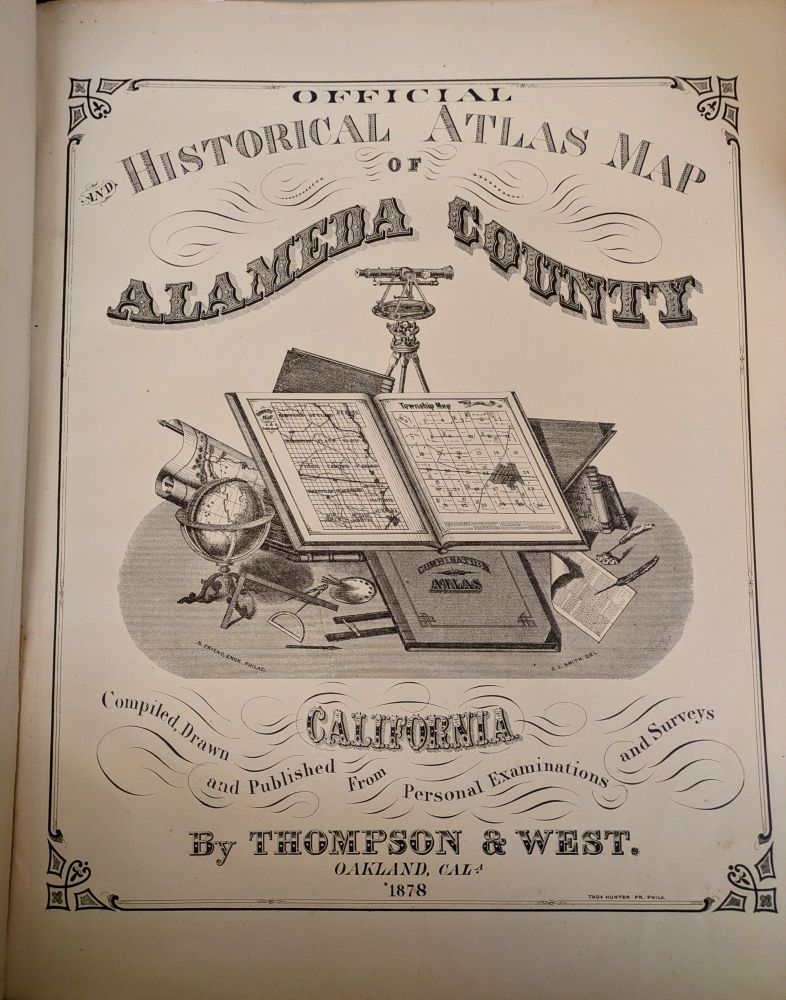 OFFICIAL
AND HISTORICAL ATLAS MAP
OF
ALAMEDA COUNTY
Township Map
COMBINATION
ATLAS
N. FRIEND, ENGR. PHILAD.
C. L. SMITH. DEL.
CALIFORNIA
Compiled, Drawn
and Published From Personal Examinations and Surveys
By THOMPSON & WEST.
OAKLAND, CAL.
1878
THOS HUNTER PR. PHILA.